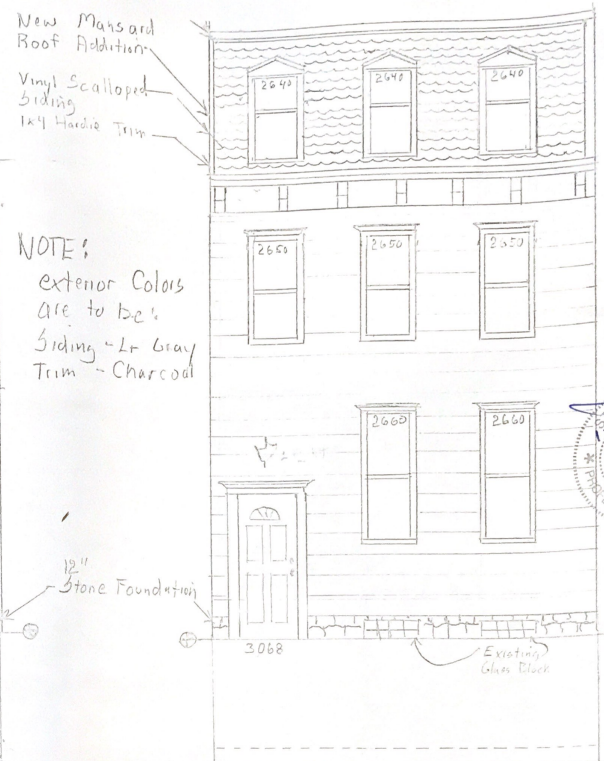 New Mansard
Roof Addition
Vinyl Scalloped
Siding
1x4 Hardie Trim
2640
2640
2640
NOTE:
exterior Colors
are to be:
Siding - Lt Gray
Trim - Charcoal
2650
2650
2650
2660
2660
12"
Stone Foundation
3068
Existing
Glass Block